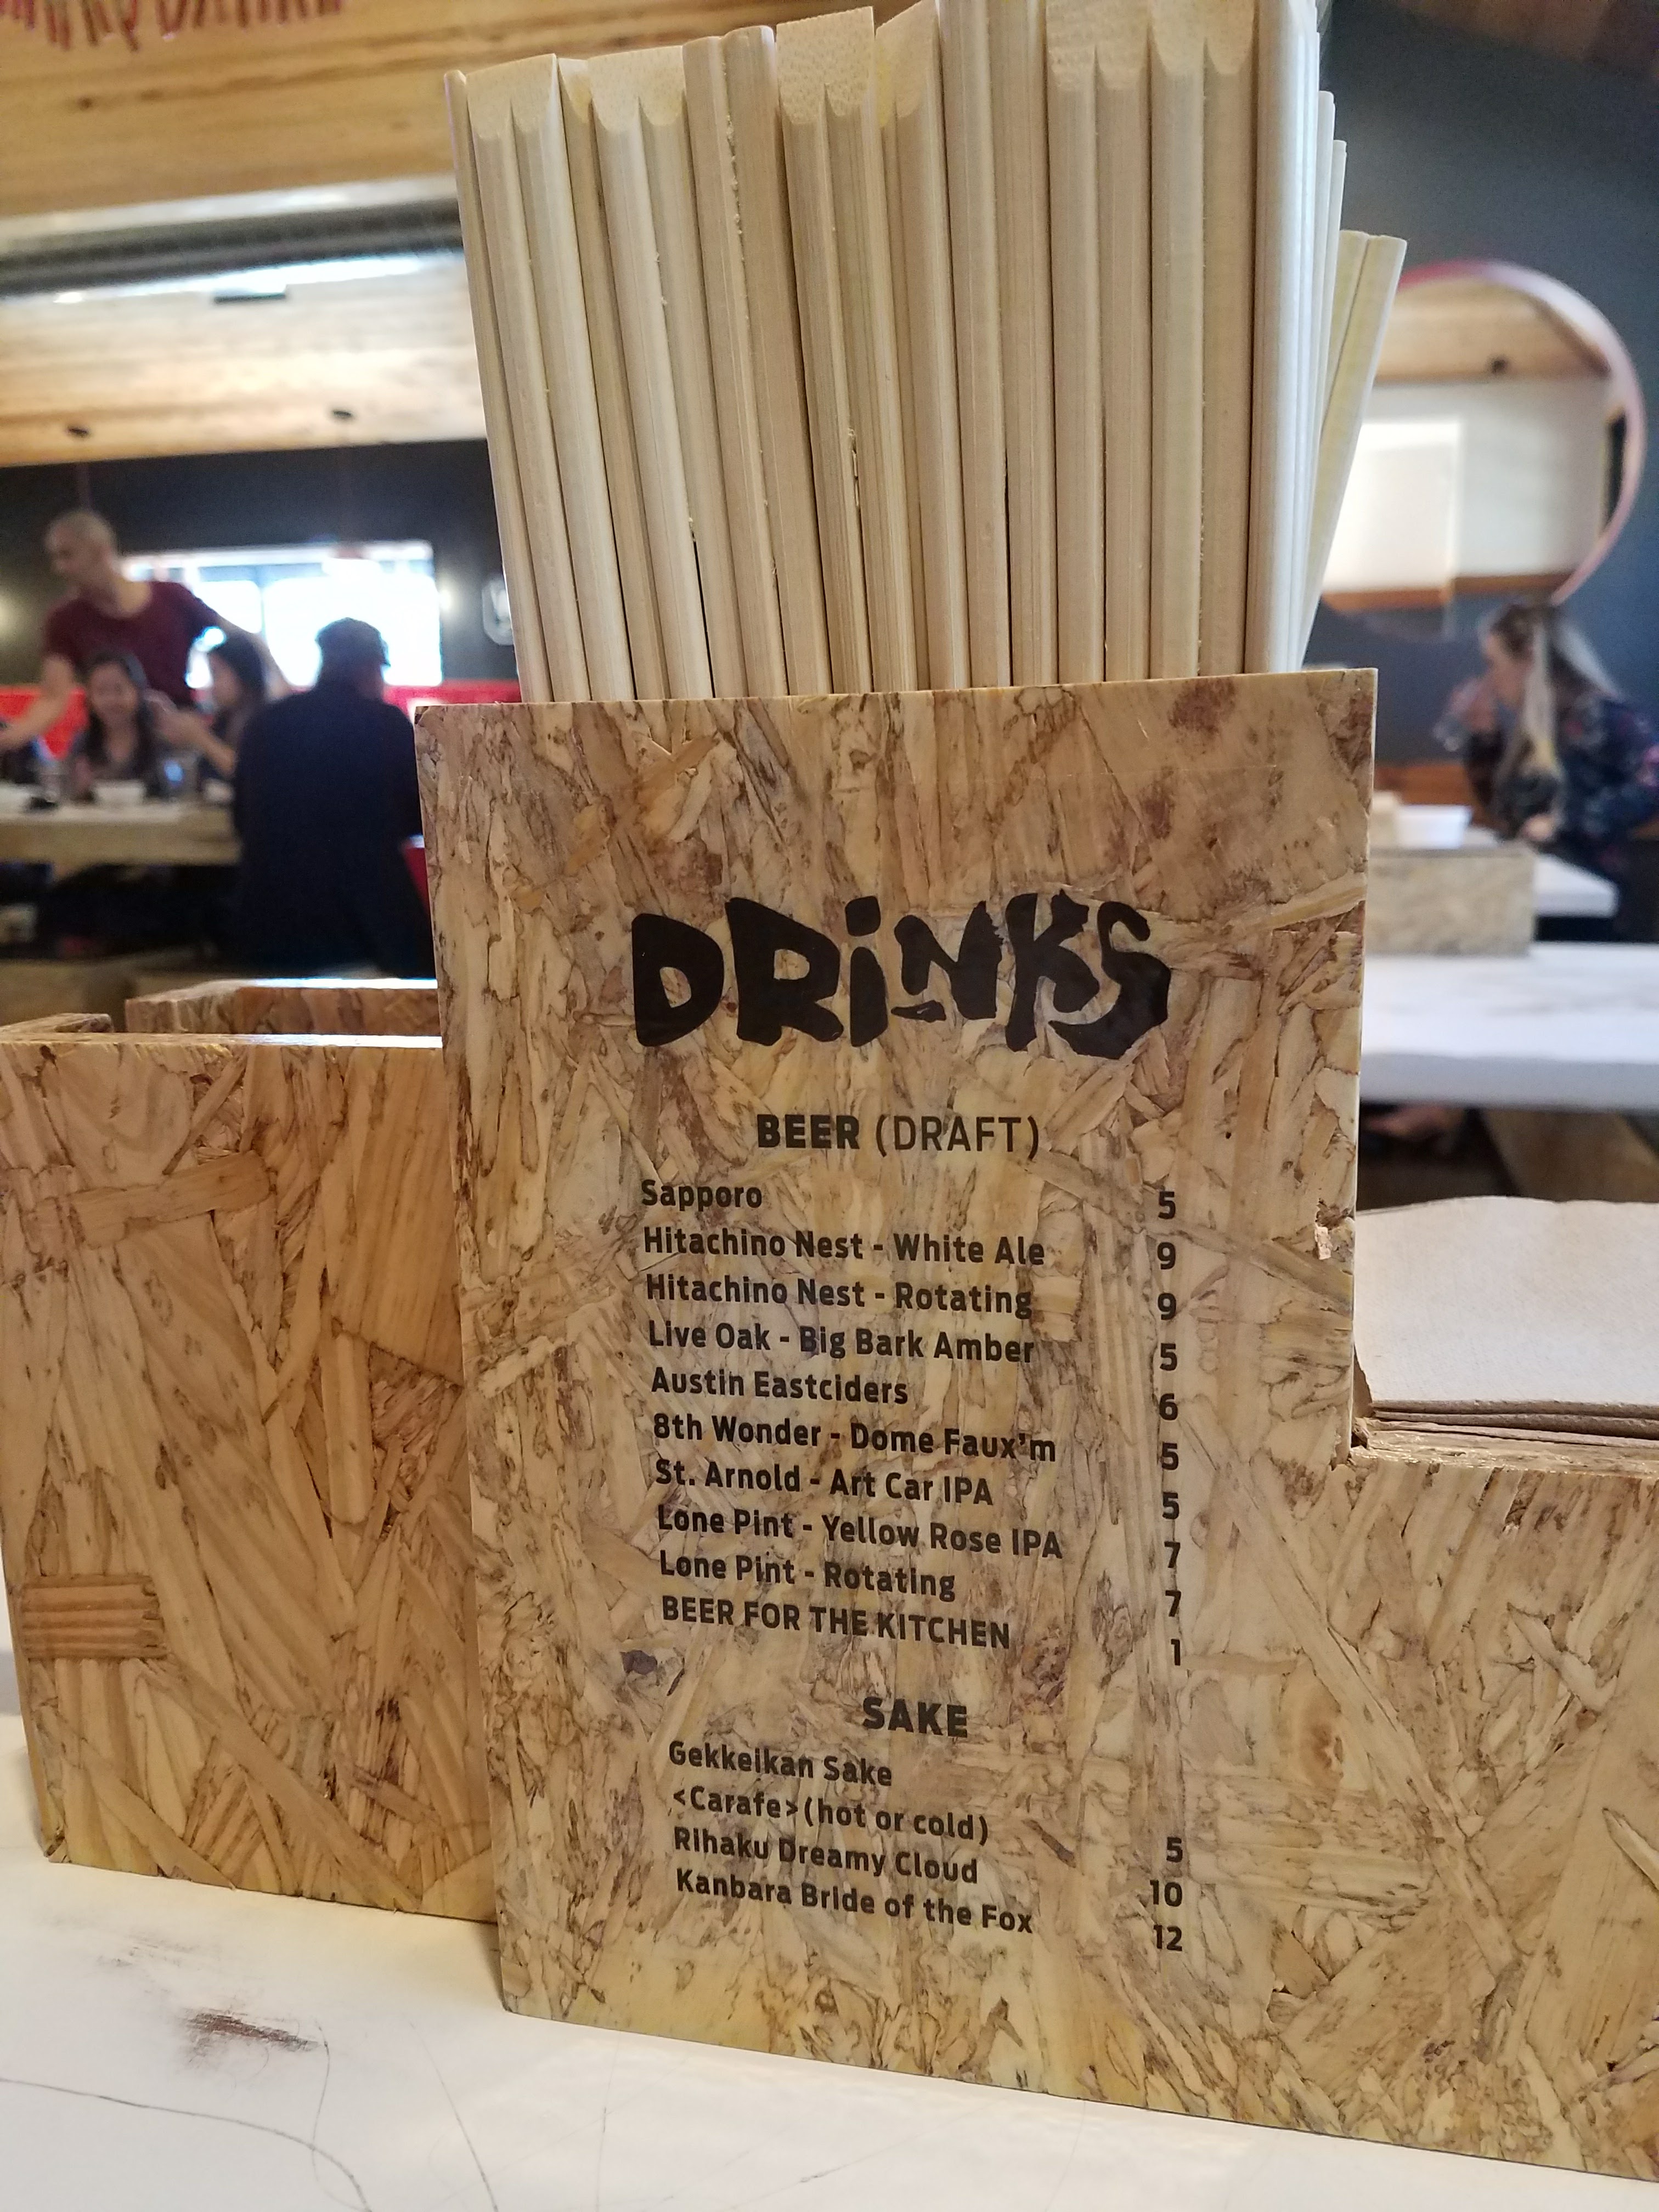 DRiNKS
BEER (DRAFT)
Sapporo 5
Hitachino Nest - White Ale 9
Hitachino Nest - Rotating 9
Live Oak - Big Bark Amber 5
Austin Eastciders 6
8th Wonder - Dome Faux'm 5
St. Arnold - Art Car IPA 5
Lone Pint - Yellow Rose IPA 7
Lone Pint - Rotating 7
BEER FOR THE KITCHEN 1
SAKE
Gekkeikan Sake
<Carafe>(hot or cold) 5
Rihaku Dreamy Cloud 10
Kanbara Bride of the Fox 12